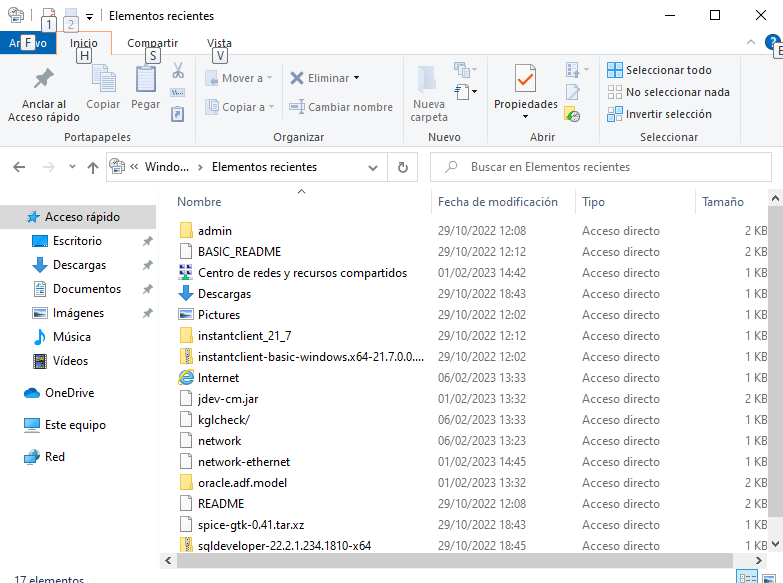 Elementos recientes
1 2
Archivo Inicio Compartir Vista
F H S V E
Anclar al
Acceso rápido
Copiar
Pegar
Portapapeles
Mover a
Copiar a
Eliminar
Cambiar nombre
Organizar
Nueva
carpeta
Nuevo
Propiedades
Abrir
Seleccionar todo
No seleccionar nada
Invertir selección
Seleccionar
« Windo... › Elementos recientes
Buscar en Elementos recientes
Acceso rápido
Escritorio
Descargas
Documentos
Imágenes
Música
Vídeos
OneDrive
Este equipo
Red
Nombre Fecha de modificación Tipo Tamaño
admin 29/10/2022 12:08 Acceso directo 2 KB
BASIC_README 29/10/2022 12:12 Acceso directo 2 KB
Centro de redes y recursos compartidos 01/02/2023 14:42 Acceso directo 1 KB
Descargas 29/10/2022 18:43 Acceso directo 1 KB
Pictures 29/10/2022 12:02 Acceso directo 1 KB
instantclient_21_7 29/10/2022 12:12 Acceso directo 1 KB
instantclient-basic-windows.x64-21.7.0.0.... 29/10/2022 12:02 Acceso directo 1 KB
Internet 06/02/2023 13:33 Acceso directo 1 KB
jdev-cm.jar 01/02/2023 13:32 Acceso directo 2 KB
kglcheck/ 06/02/2023 13:33 Acceso directo 1 KB
network 06/02/2023 13:23 Acceso directo 1 KB
network-ethernet 01/02/2023 14:45 Acceso directo 1 KB
oracle.adf.model 01/02/2023 13:32 Acceso directo 2 KB
README 29/10/2022 12:08 Acceso directo 2 KB
spice-gtk-0.41.tar.xz 29/10/2022 18:43 Acceso directo 1 KB
sqldeveloper-22.2.1.234.1810-x64 29/10/2022 18:45 Acceso directo 1 KB
17 elementos